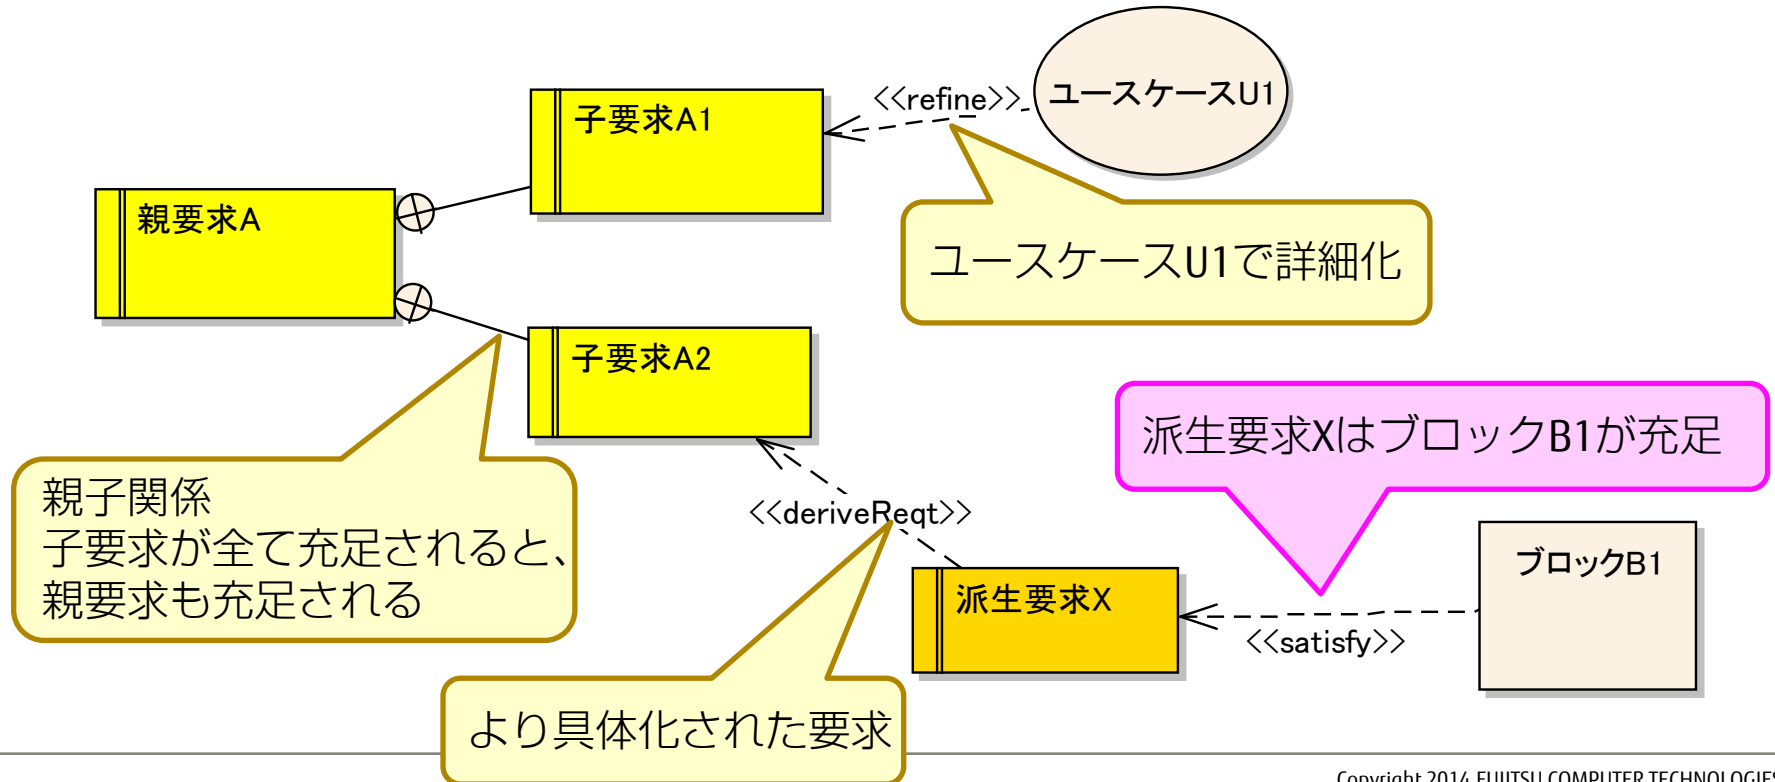 <<refine>>
ユースケースU1
子要求A1
親要求A
ユースケースU1で詳細化
子要求A2
派生要求XはブロックB1が充足
親子関係
子要求が全て充足されると、
親要求も充足される
<<deriveReqt>>
ブロックB1
派生要求X
<<satisfy>>
より具体化された要求
Copyright 2014 FUJITSU COMPUTER TECHNOLOGIES